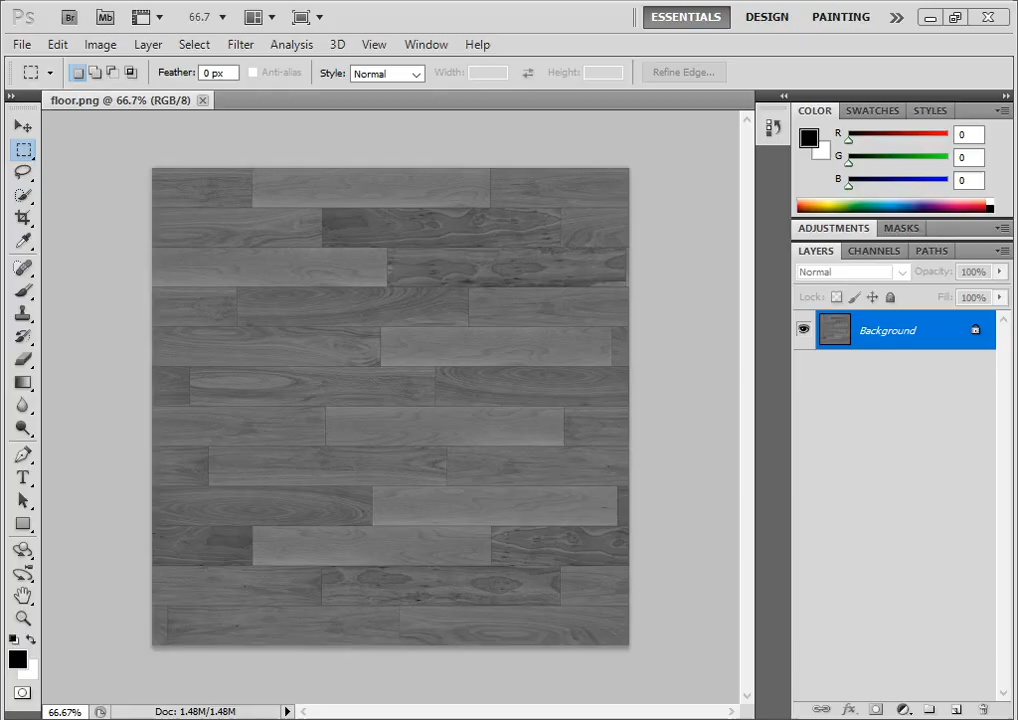 Ps Br Mb 66.7 ESSENTIALS DESIGN PAINTING
File Edit Image Layer Select Filter Analysis 3D View Window Help
Feather: 0 px Anti-alias Style: Normal Width: Height: Refine Edge...
floor.png @ 66.7% (RGB/8)
COLOR SWATCHES STYLES
R 0
G 0
B 0
ADJUSTMENTS MASKS
LAYERS CHANNELS PATHS
Normal Opacity: 100%
Lock: Fill: 100%
Background
66.67% Doc: 1.48M/1.48M